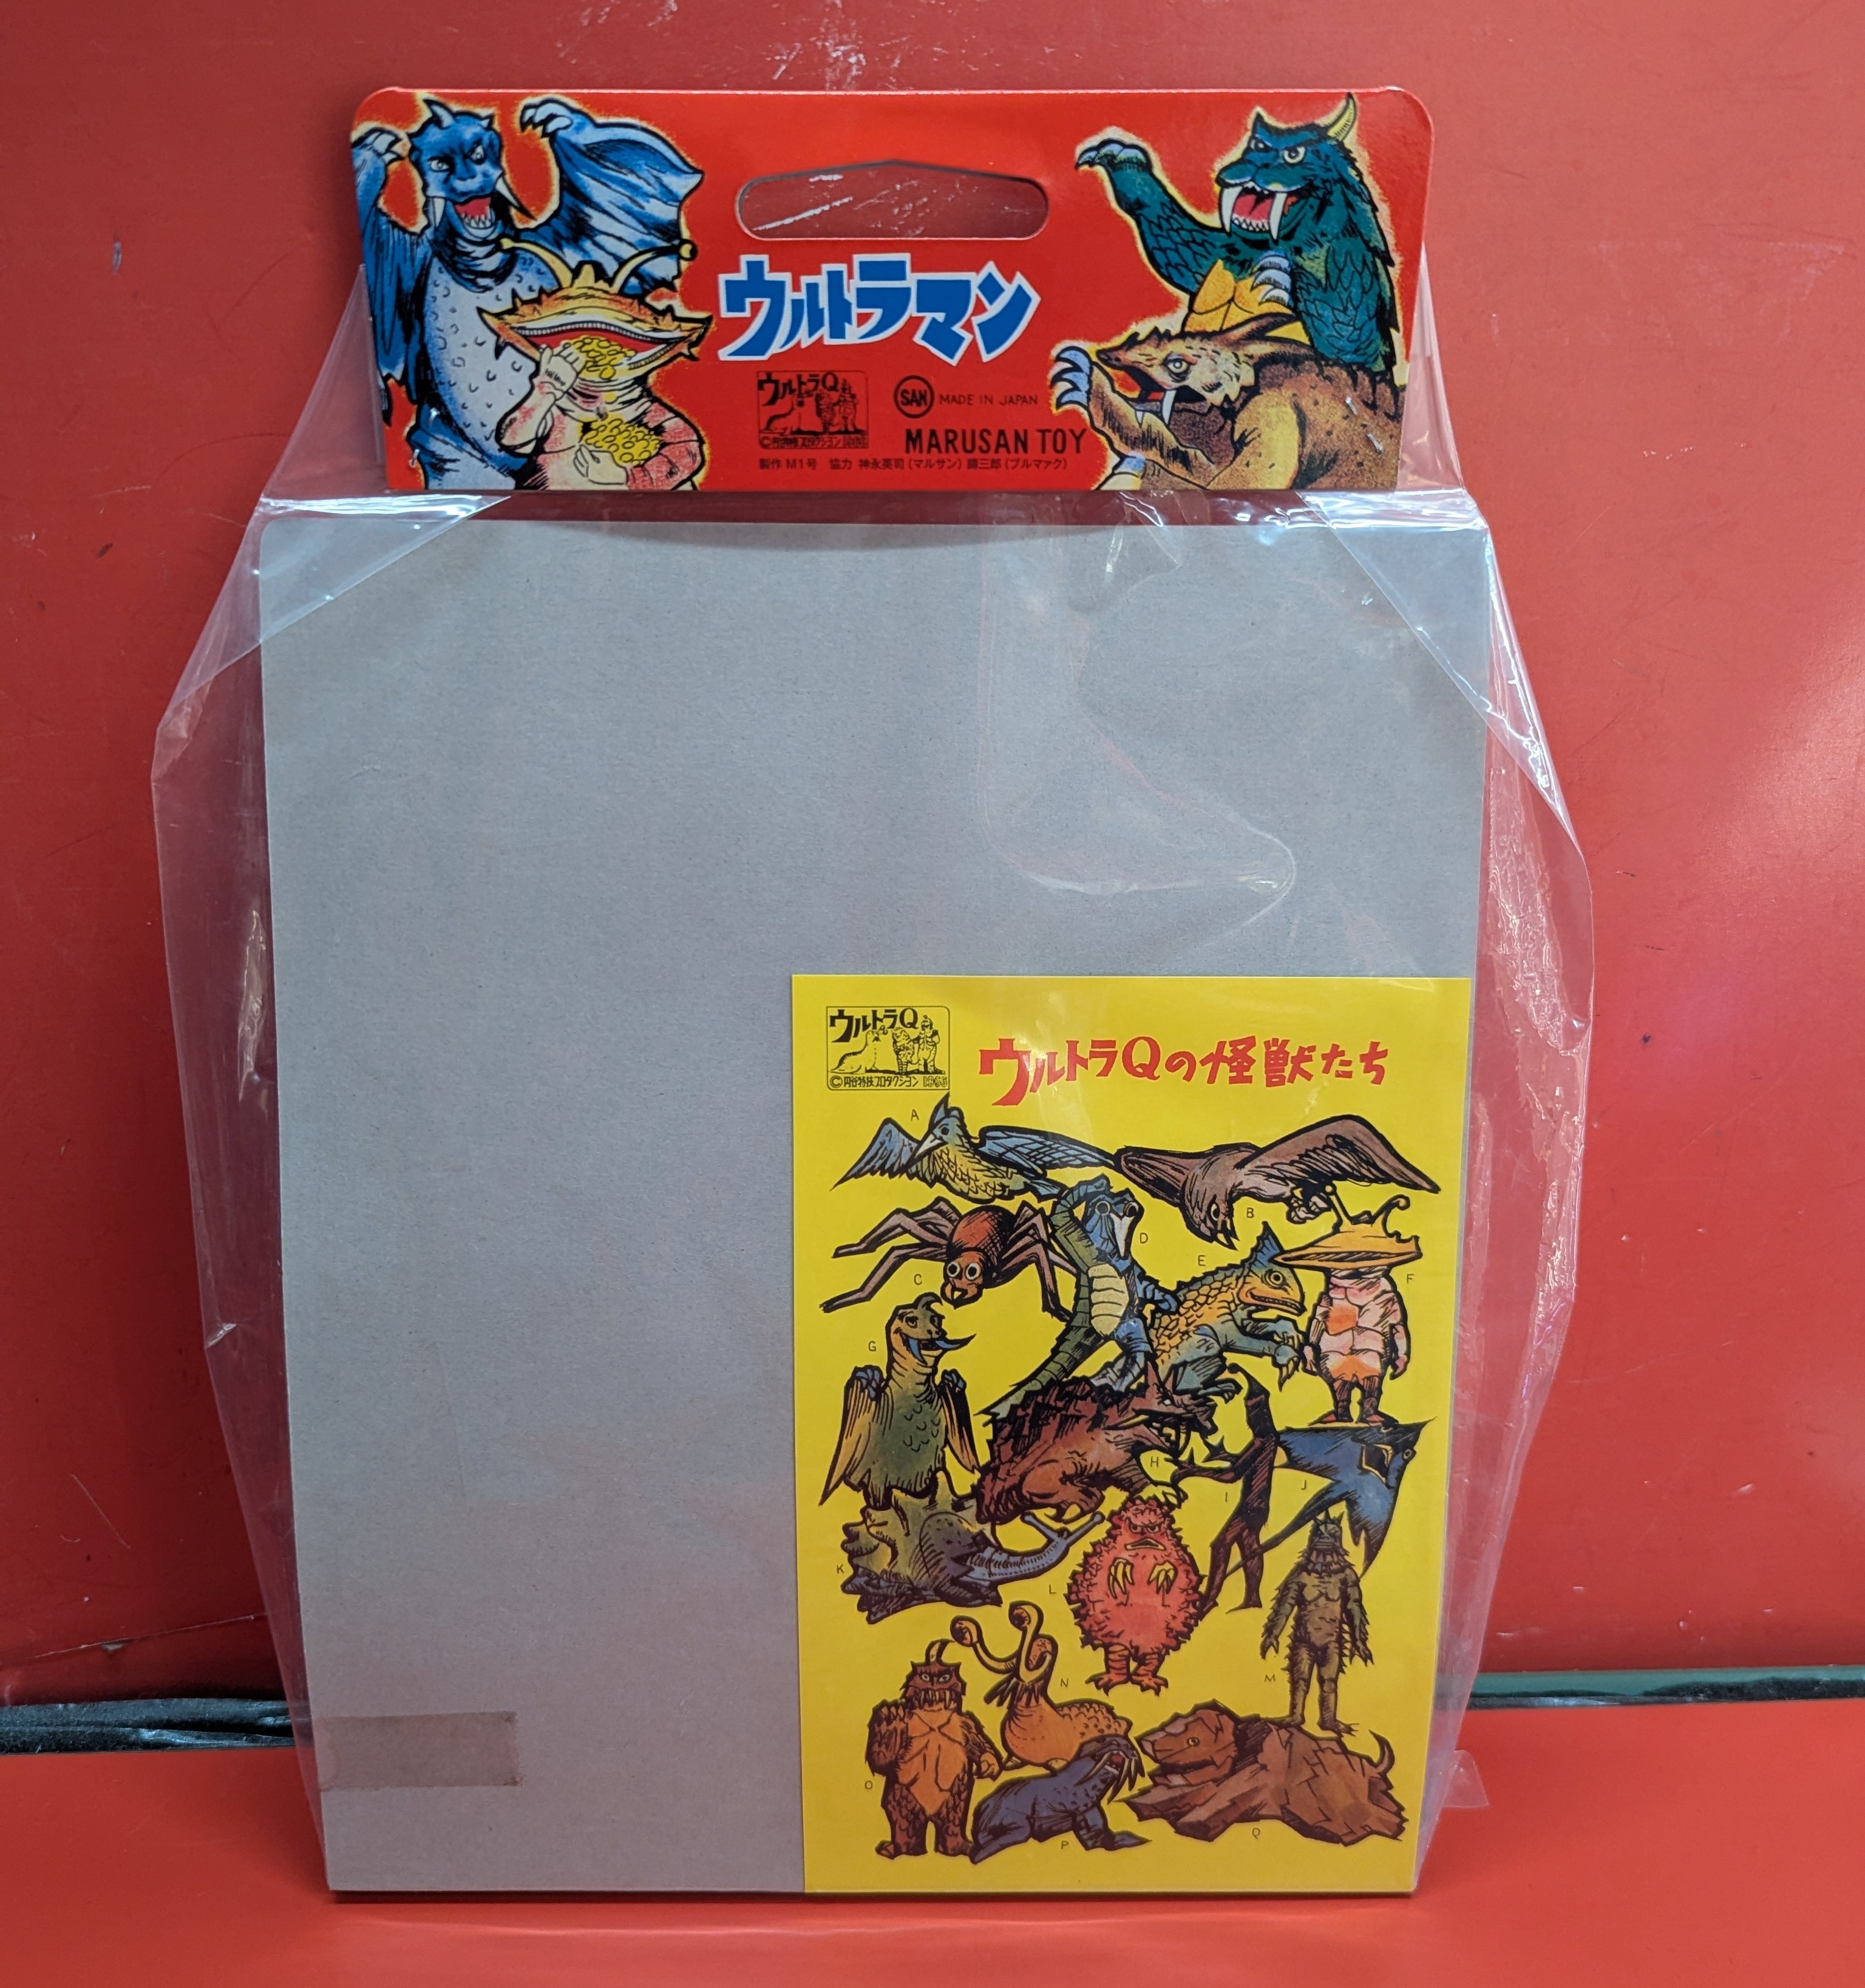 ウルトラマン
ウルトラQ
©円谷特技プロダクション
SAN MADE IN JAPAN
MARUSAN TOY
製作 M1号 協力 神永英司(マルサン) 鐏三郎(ブルマァク)
ウルトラQ
©円谷特技プロダクション
ウルトラQの怪獣たち
A
B
C
D
E
F
G
H
I
J
K
L
M
N
O
P
Q